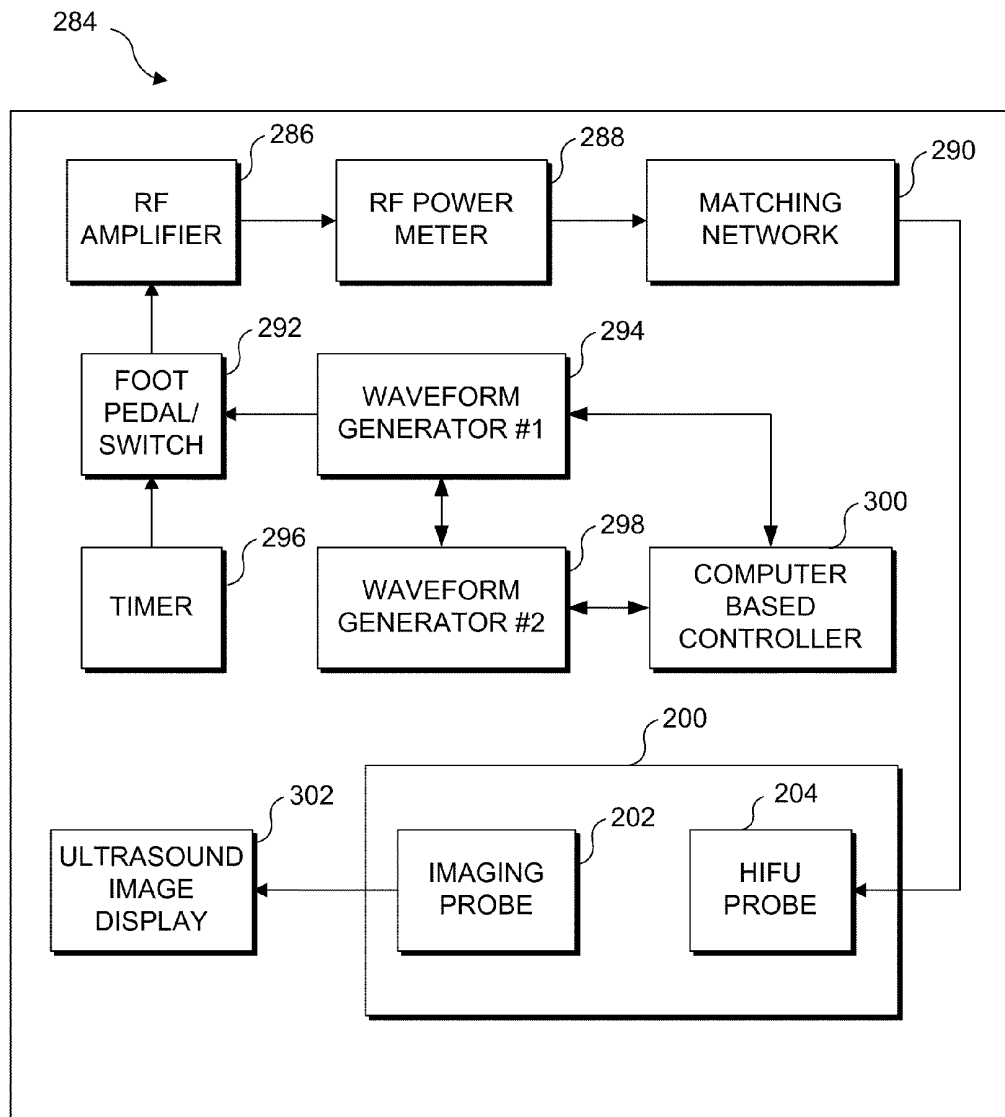 284
286
288
290
RF
AMPLIFIER
RF POWER
METER
MATCHING
NETWORK
292
294
FOOT
PEDAL/
SWITCH
WAVEFORM
GENERATOR #1
296
298
300
TIMER
WAVEFORM
GENERATOR #2
COMPUTER
BASED
CONTROLLER
200
302
202
204
ULTRASOUND
IMAGE
DISPLAY
IMAGING
PROBE
HIFU
PROBE